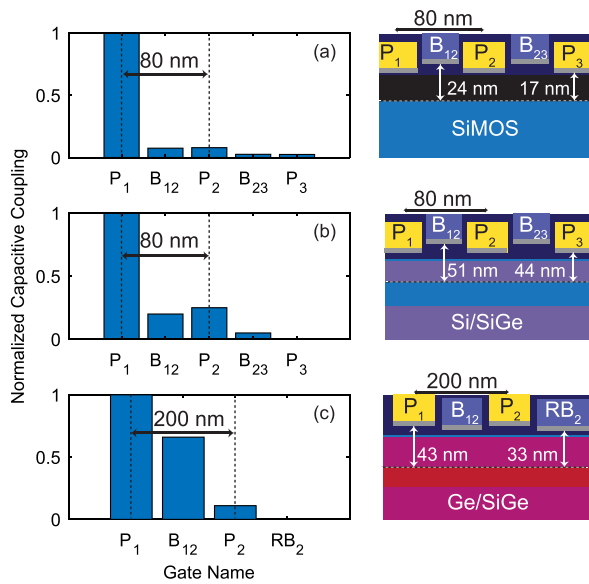 Normalized Capacitive Coupling
1
0.5
0
(a)
80 nm
P₁ B₁₂ P₂ B₂₃ P₃
80 nm
P₁ B₁₂ P₂ B₂₃ P₃
24 nm 17 nm
SiMOS
1
0.5
0
(b)
80 nm
P₁ B₁₂ P₂ B₂₃ P₃
80 nm
P₁ B₁₂ P₂ B₂₃ P₃
51 nm 44 nm
Si/SiGe
1
0.5
0
(c)
200 nm
P₁ B₁₂ P₂ RB₂
Gate Name
200 nm
P₁ B₁₂ P₂ RB₂
43 nm 33 nm
Ge/SiGe